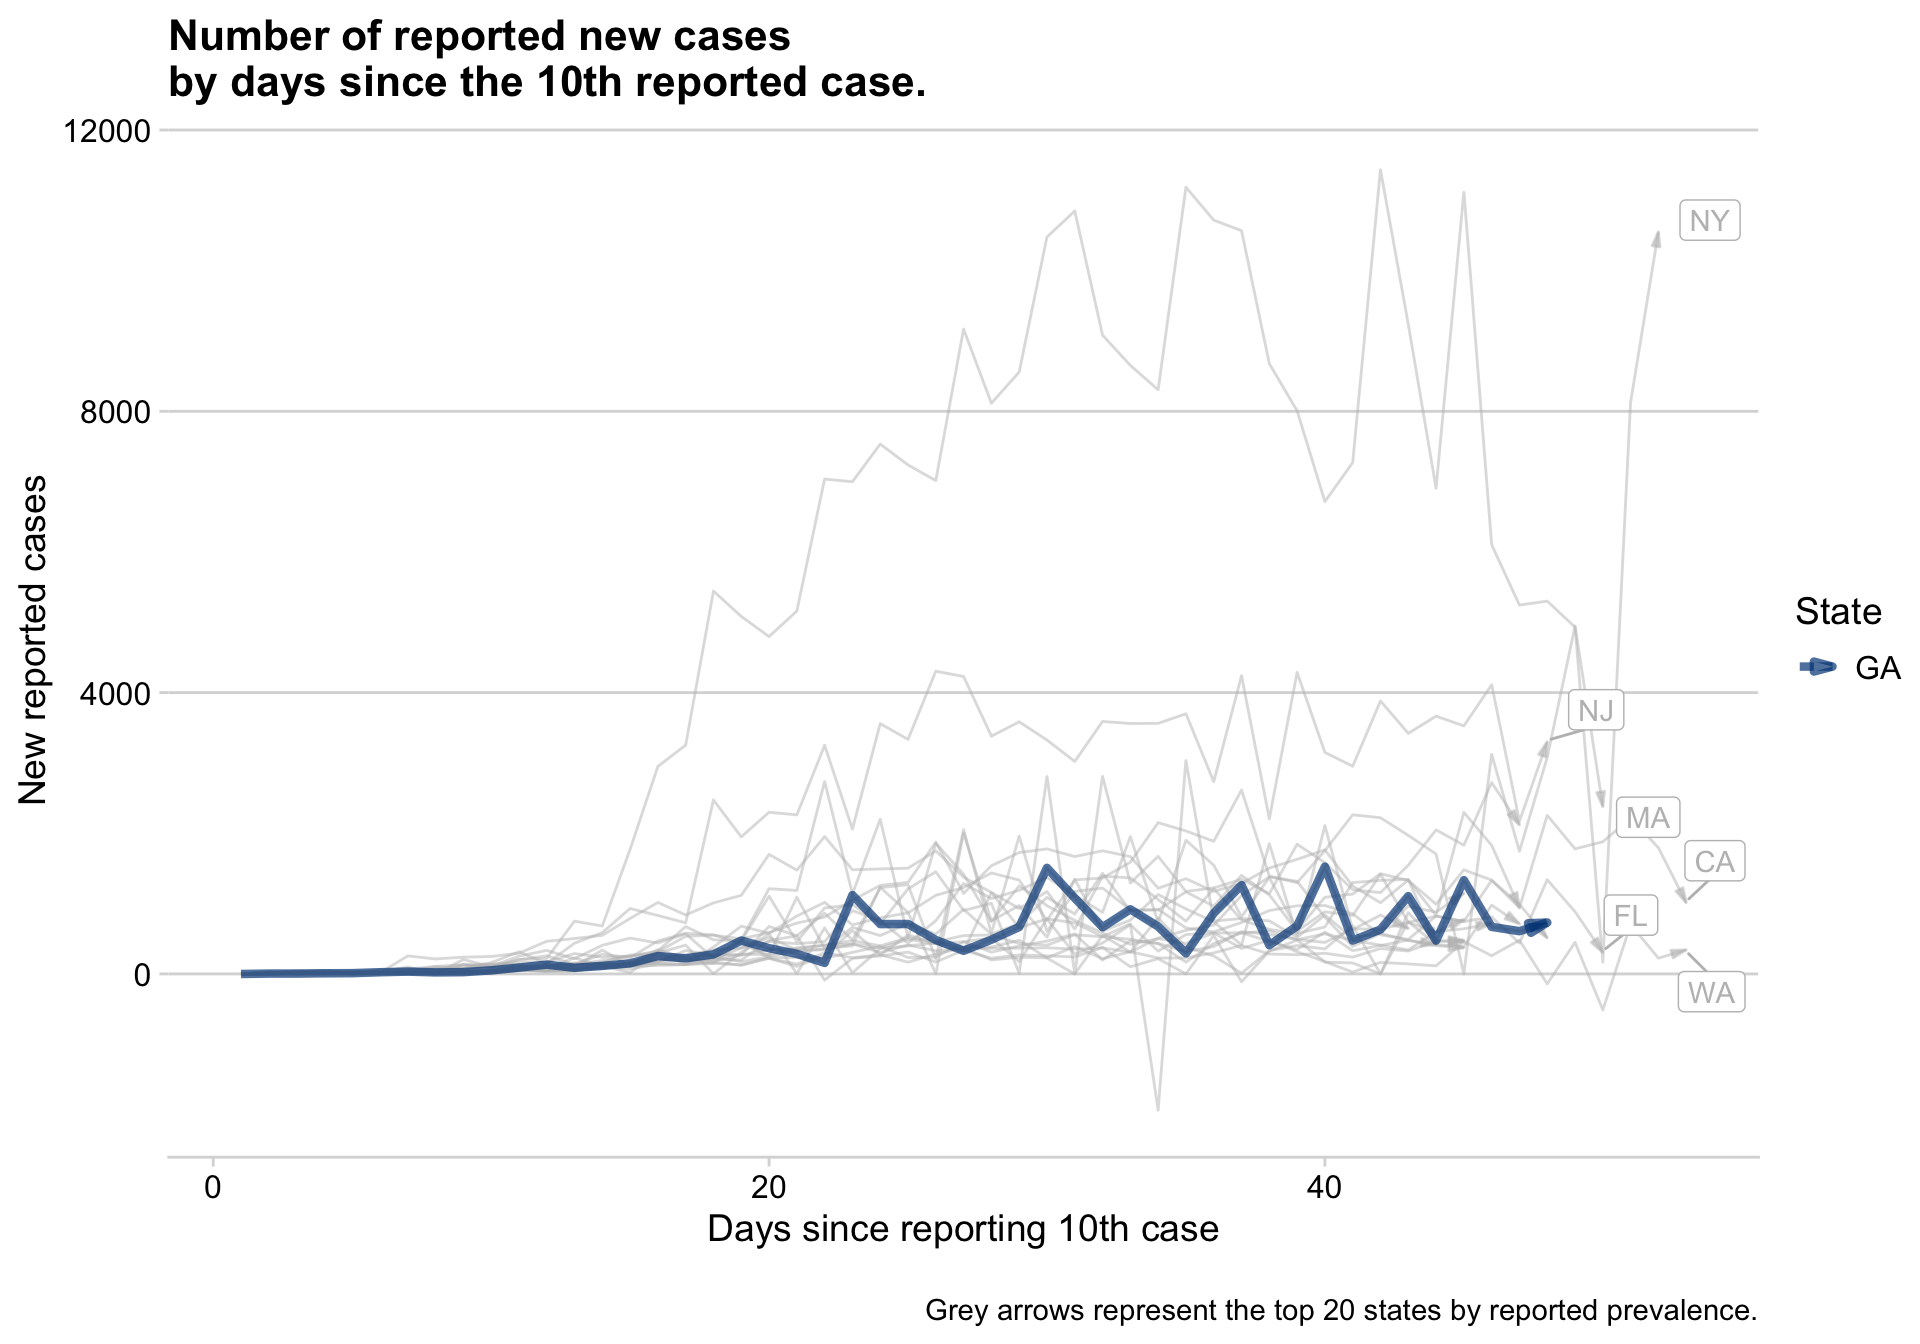 Number of reported new cases
by days since the 10th reported case.
12000
8000
4000
0
New reported cases
NY
NJ
MA
CA
FL
WA
State
GA
0 20 40
Days since reporting 10th case
Grey arrows represent the top 20 states by reported prevalence.